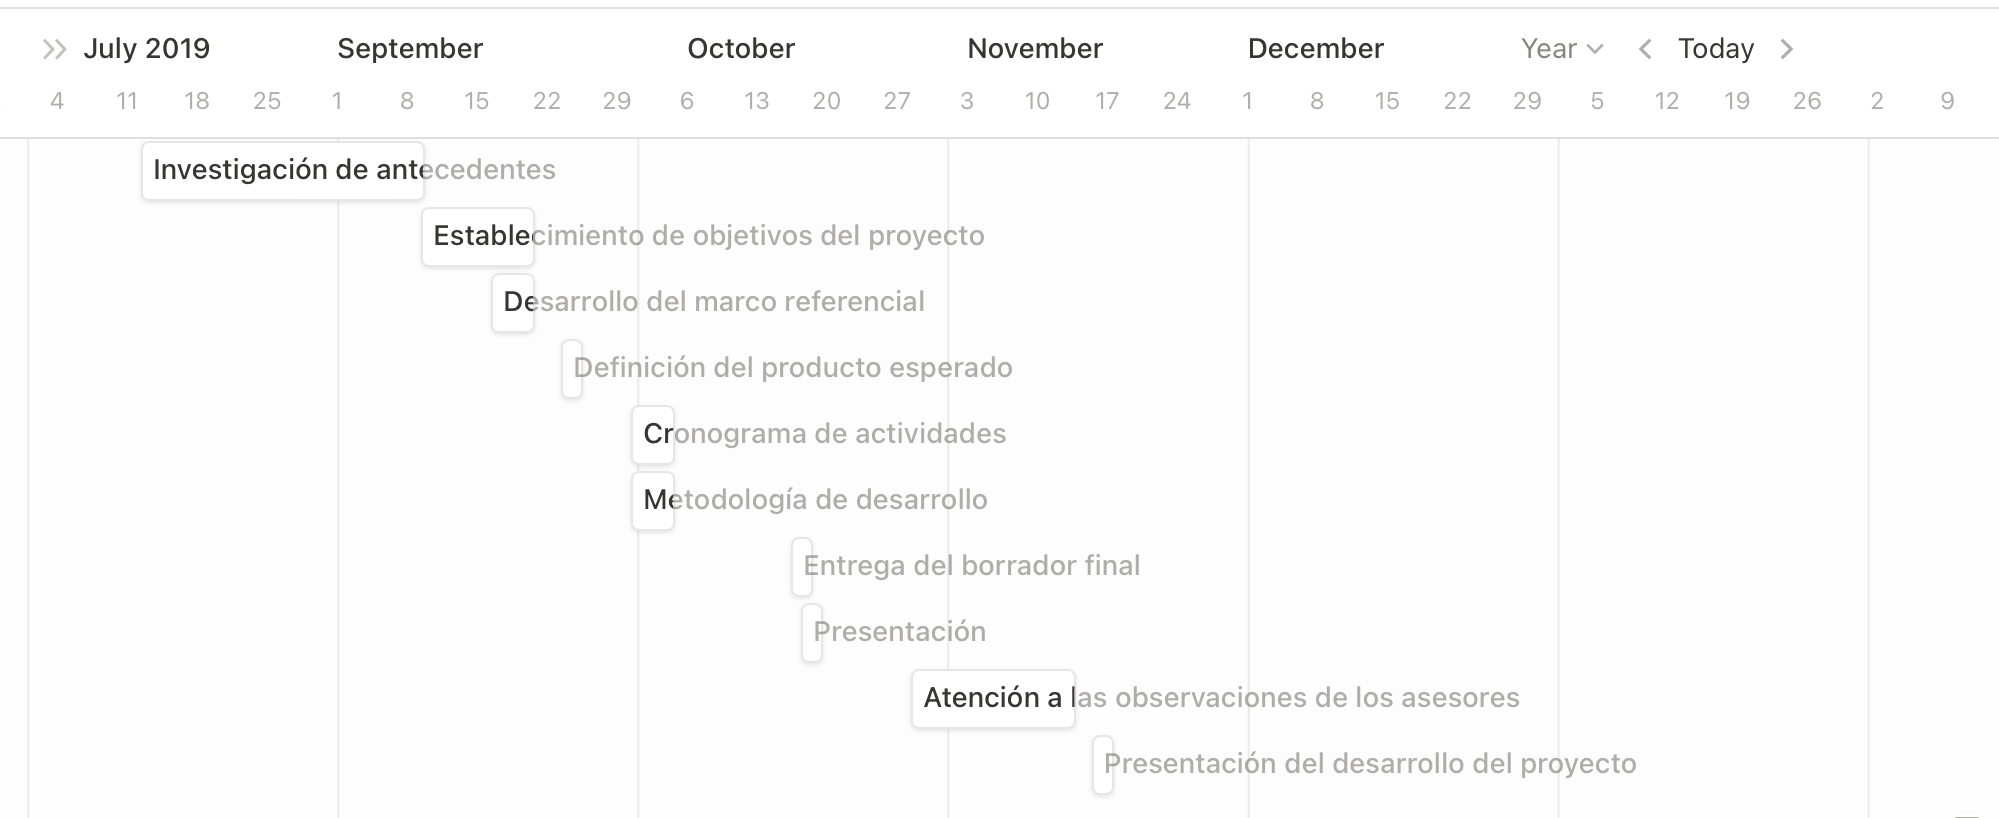 July 2019 September October November December Year Today
4 11 18 25 1 8 15 22 29 6 13 20 27 3 10 17 24 1 8 15 22 29 5 12 19 26 2 9
Investigación de antecedentes
Establecimiento de objetivos del proyecto
Desarrollo del marco referencial
Definición del producto esperado
Cronograma de actividades
Metodología de desarrollo
Entrega del borrador final
Presentación
Atención a las observaciones de los asesores
Presentación del desarrollo del proyecto